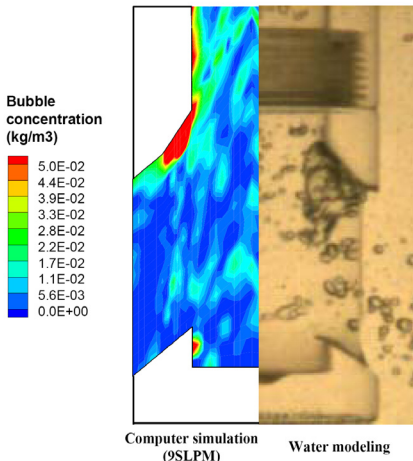 Bubble
concentration
(kg/m3)
5.0E-02
4.4E-02
3.9E-02
3.3E-02
2.8E-02
2.2E-02
1.7E-02
1.1E-02
5.6E-03
0.0E+00
Computer simulation
(9SLPM)
Water modeling